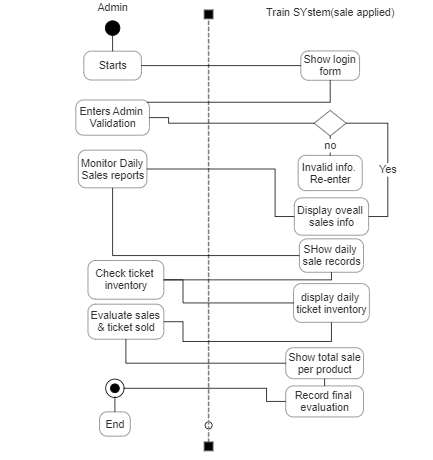 Admin
Train SYstem(sale applied)
Starts
Show login
form
Enters Admin
Validation
no
Yes
Invalid info.
Re-enter
Monitor Daily
Sales reports
Display oveall
sales info
SHow daily
sale records
Check ticket
inventory
display daily
ticket inventory
Evaluate sales
& ticket sold
Show total sale
per product
Record final
evaluation
End